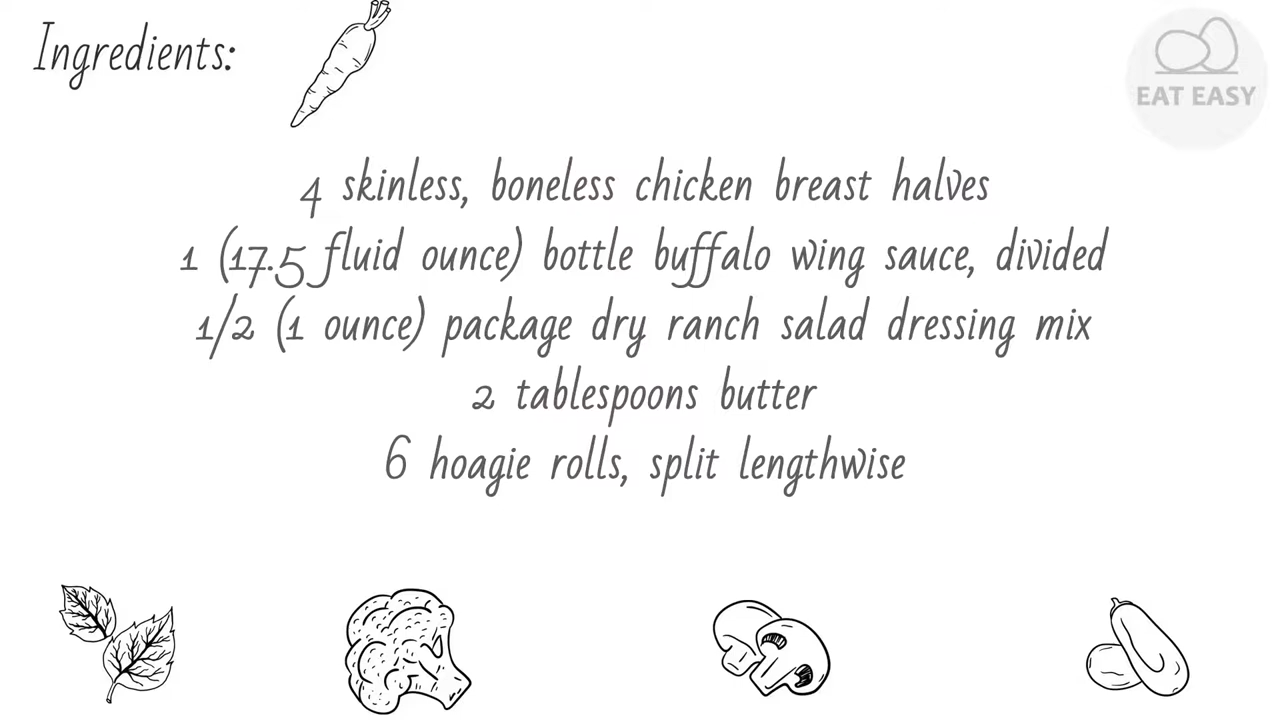 Ingredients:
EAT EASY
4 skinless, boneless chicken breast halves
1 (17.5 fluid ounce) bottle buffalo wing sauce, divided
1/2 (1 ounce) package dry ranch salad dressing mix
2 tablespoons butter
6 hoagie rolls, split lengthwise